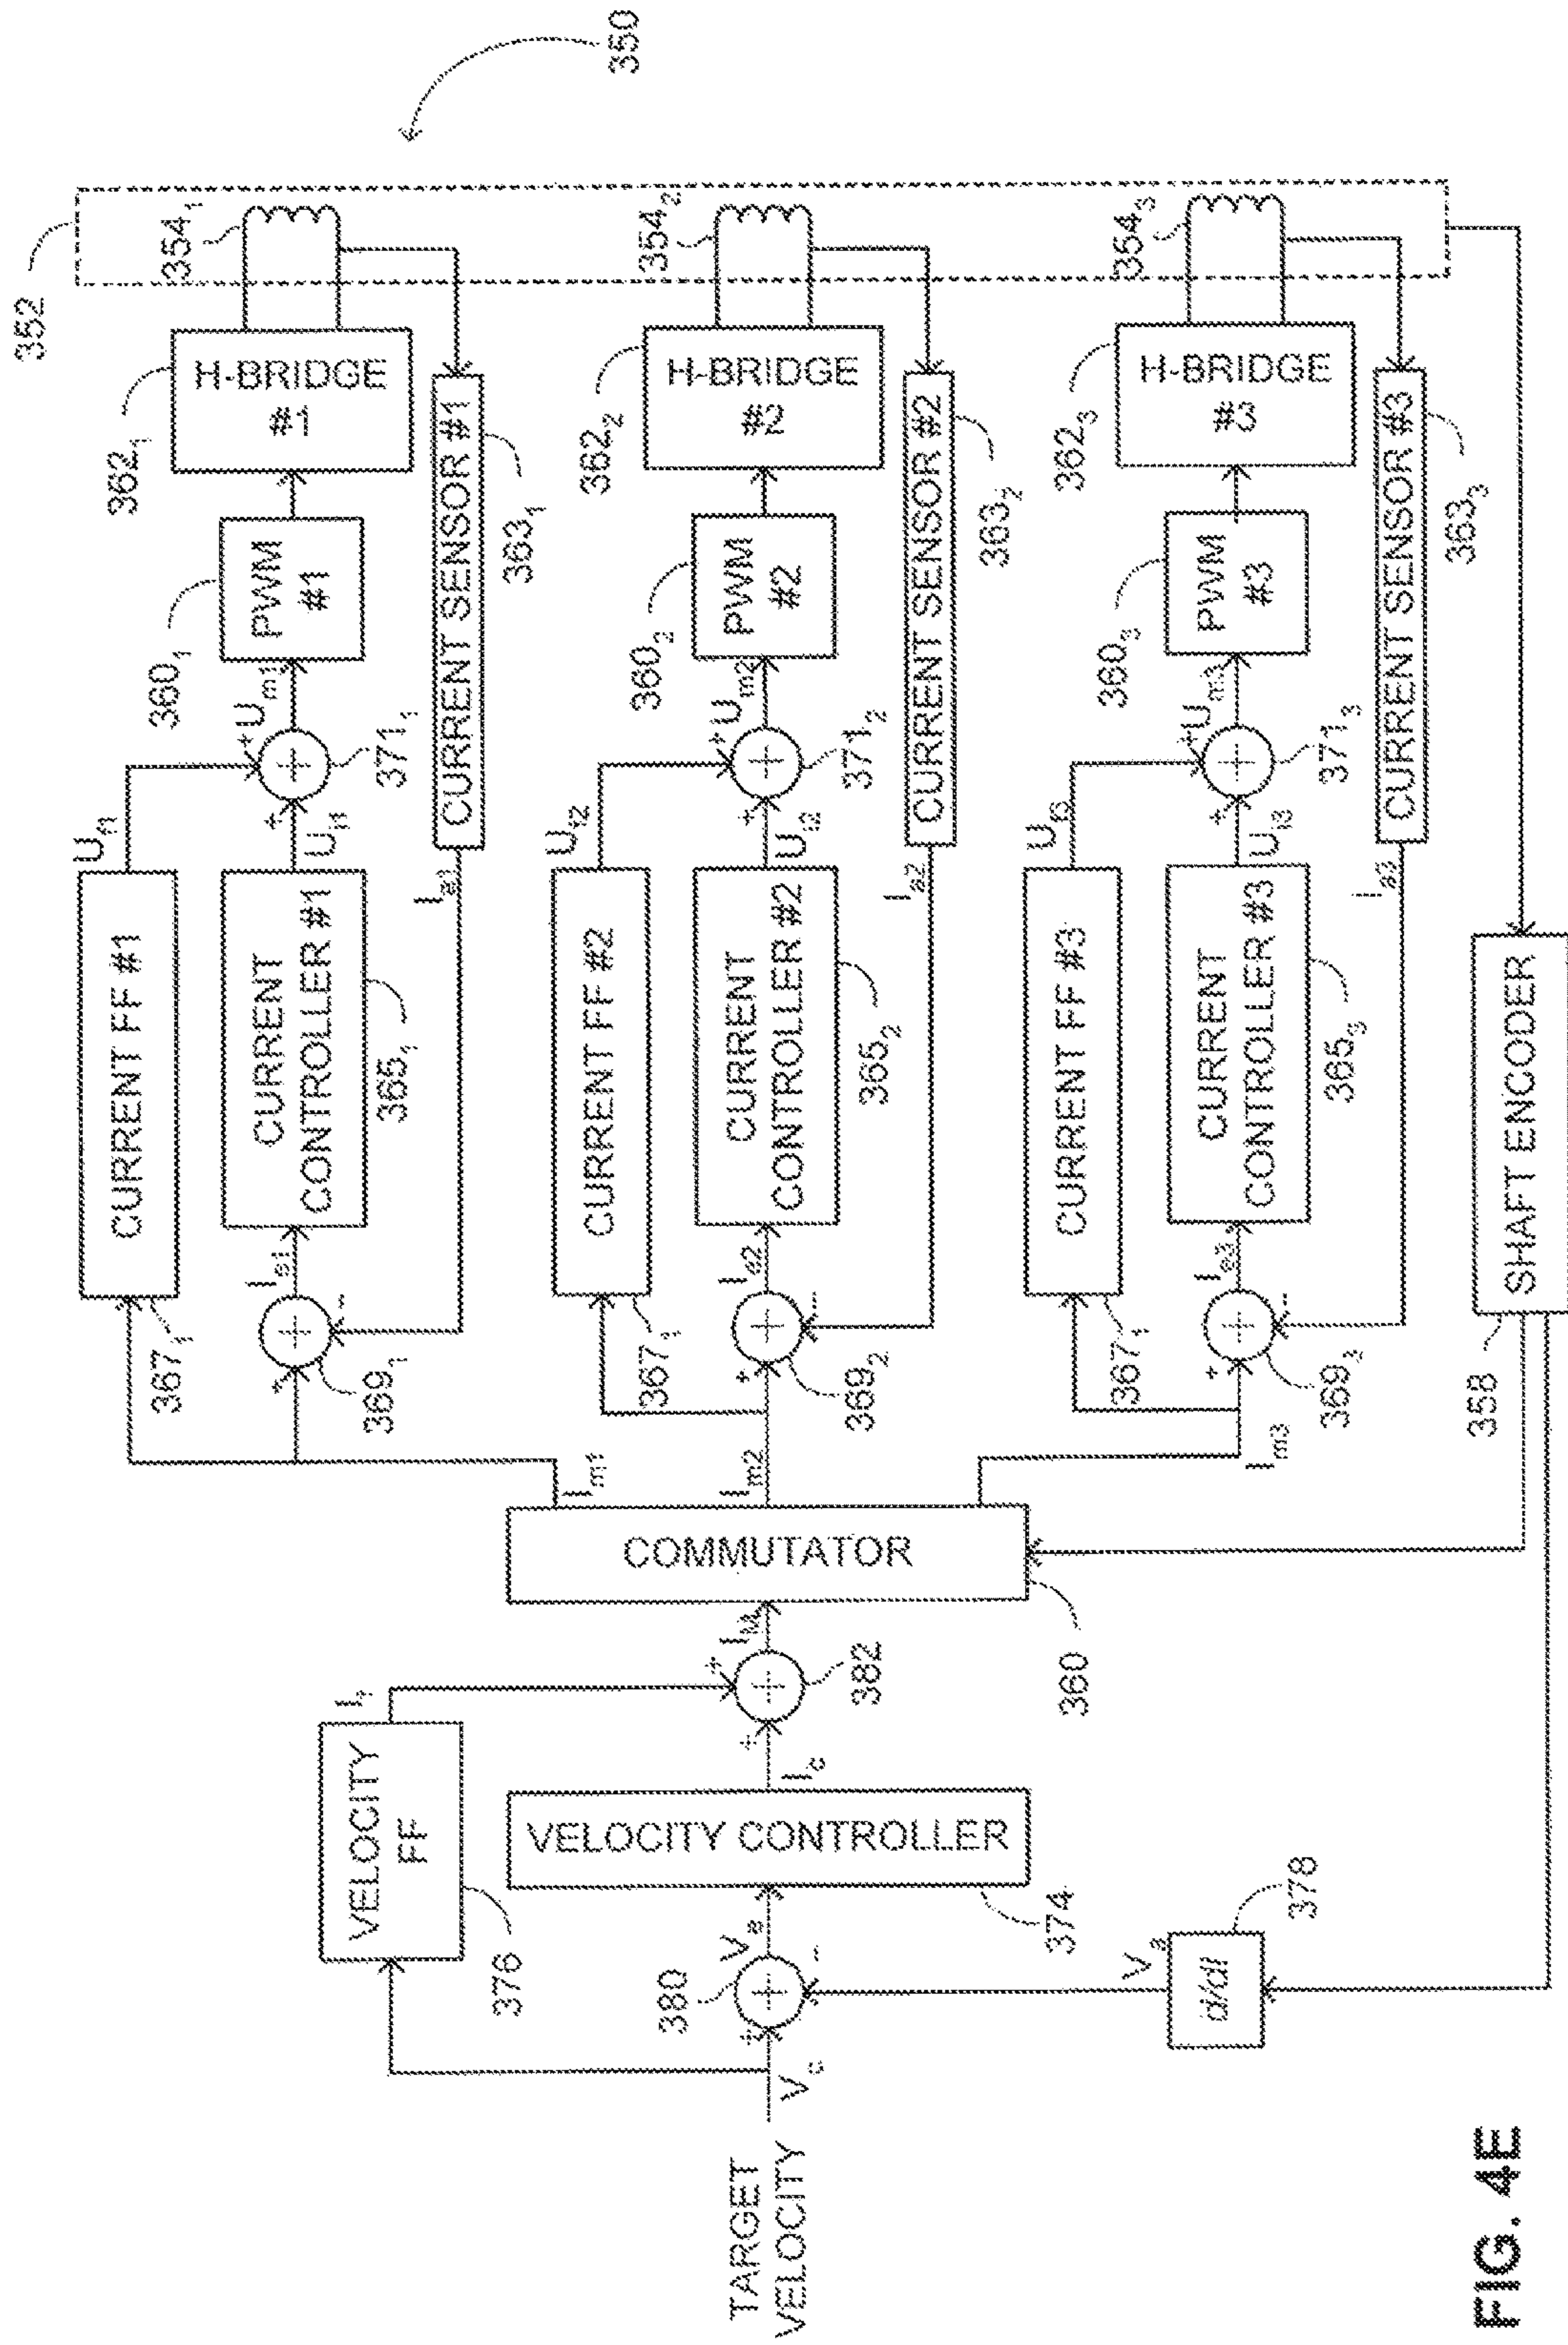 352
350
354₁
362₁
H-BRIDGE
#1
360₁
PWM
#1
U_m1
371₁
CURRENT SENSOR #1
363₁
U_f1
CURRENT FF #1
367₁
U_i1
CURRENT
CONTROLLER #1
365₁
I_a1
I_e1
369₁
I_m1
354₂
362₂
H-BRIDGE
#2
360₂
PWM
#2
U_m2
371₂
CURRENT SENSOR #2
363₂
U_f2
CURRENT FF #2
367₁
U_i2
CURRENT
CONTROLLER #2
365₂
I_a2
I_e2
369₂
I_m2
354₃
362₃
H-BRIDGE
#3
360₃
PWM
#3
U_m3
371₃
CURRENT SENSOR #3
363₃
U_f3
CURRENT FF #3
367₁
U_i3
CURRENT
CONTROLLER #3
365₃
I_a3
I_e3
369₃
I_m3
SHAFT ENCODER
358
COMMUTATOR
360
I_M
382
I_f
VELOCITY
FF
376
I_c
VELOCITY CONTROLLER
374
V_e
380
V_a
d/dt
378
V_c
TARGET
VELOCITY
FIG. 4E